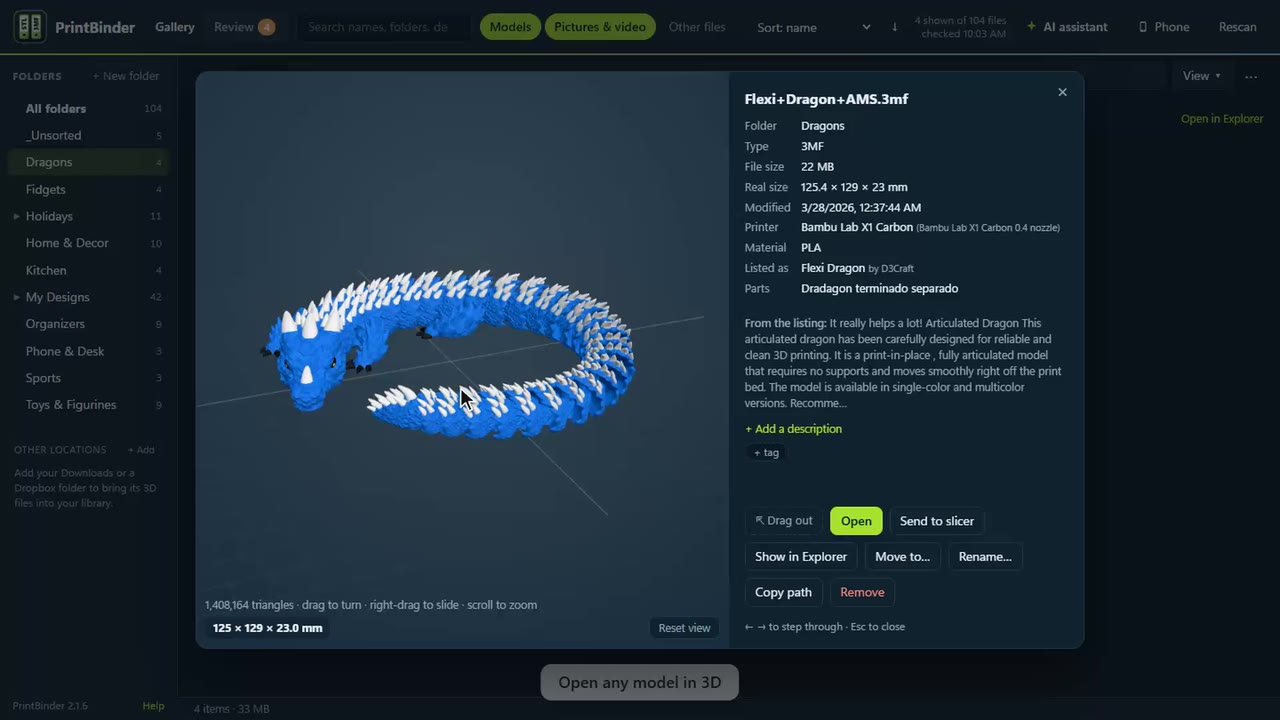 PrintBinder
Gallery
Review 4
Search names, folders, de
Models
Pictures & video
Other files
Sort: name
↓
4 shown of 104 files
checked 10:03 AM
AI assistant
Phone
Rescan
FOLDERS
+ New folder
All folders 104
_Unsorted 5
Dragons 4
Fidgets 4
Holidays 11
Home & Decor 10
Kitchen 4
My Designs 42
Organizers 9
Phone & Desk 3
Sports 3
Toys & Figurines 9
OTHER LOCATIONS
+ Add
Add your Downloads or a
Dropbox folder to bring its 3D
files into your library.
PrintBinder 2.1.6
Help
View
...
Open in Explorer
4 items · 33 MB
1,408,164 triangles · drag to turn · right-drag to slide · scroll to zoom
125 × 129 × 23.0 mm
Reset view
Flexi+Dragon+AMS.3mf
Folder Dragons
Type 3MF
File size 22 MB
Real size 125.4 × 129 × 23 mm
Modified 3/28/2026, 12:37:44 AM
Printer Bambu Lab X1 Carbon (Bambu Lab X1 Carbon 0.4 nozzle)
Material PLA
Listed as Flexi Dragon by D3Craft
Parts Dradagon terminado separado
From the listing: It really helps a lot! Articulated Dragon This
articulated dragon has been carefully designed for reliable and
clean 3D printing. It is a print-in-place , fully articulated model
that requires no supports and moves smoothly right off the print
bed. The model is available in single-color and multicolor
versions. Recomme...
+ Add a description
+ tag
Drag out
Open
Send to slicer
Show in Explorer
Move to...
Rename...
Copy path
Remove
← → to step through · Esc to close
Open any model in 3D